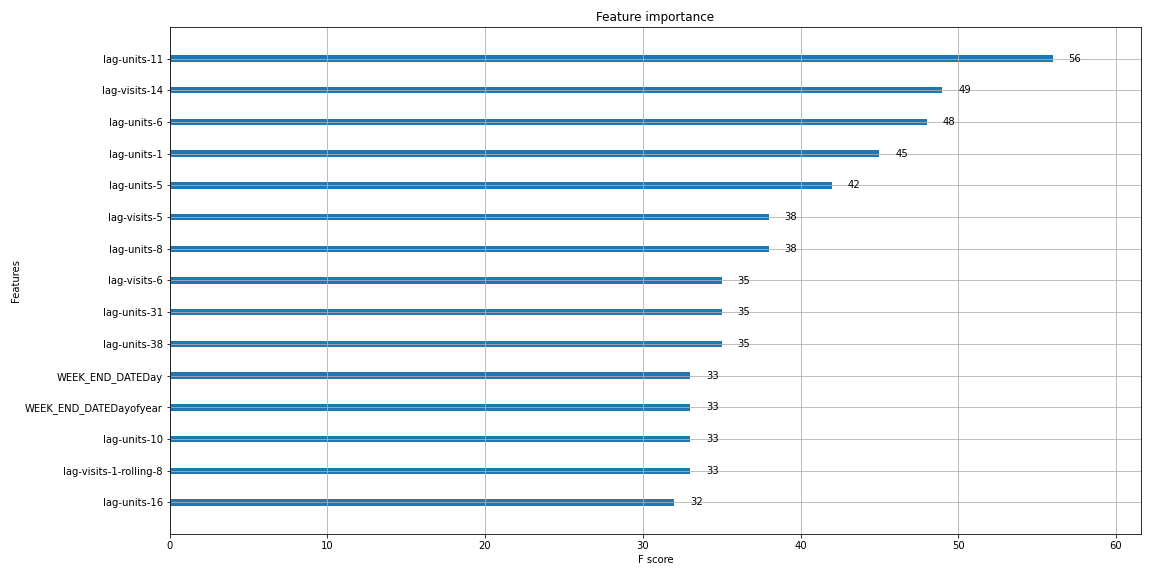 Feature importance
Features
lag-units-11 56
lag-visits-14 49
lag-units-6 48
lag-units-1 45
lag-units-5 42
lag-visits-5 38
lag-units-8 38
lag-visits-6 35
lag-units-31 35
lag-units-38 35
WEEK_END_DATEDay 33
WEEK_END_DATEDayofyear 33
lag-units-10 33
lag-visits-1-rolling-8 33
lag-units-16 32
0 10 20 30 40 50 60
F score